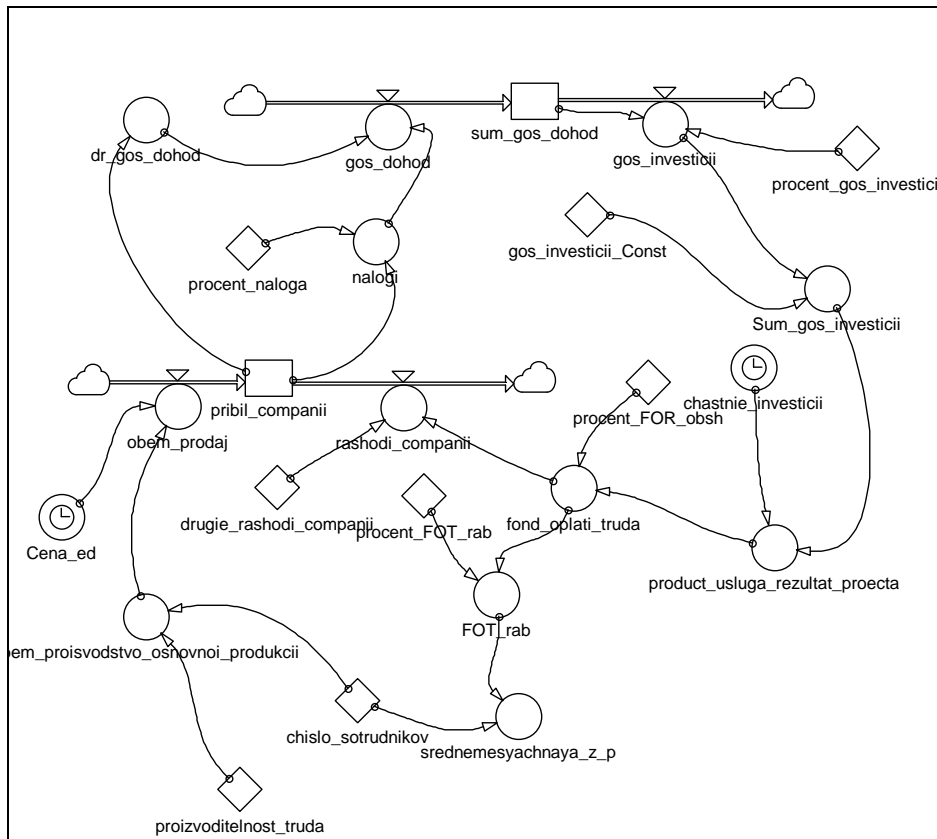 sum_gos_dohod
dr_gos_dohod
gos_dohod
gos_investicii
procent_gos_investici
gos_investicii_Const
procent_naloga
nalogi
Sum_gos_investicii
pribil_companii
chastnie_investicii
procent_FOR_obsh
obem_prodaj
rashodi_companii
drugie_rashodi_companii
procent_FOT_rab
fond_oplati_truda
Cena_ed
product_usluga_rezultat_proecta
FOT_rab
em_proisvodstvo_osnovnoi_produkcii
chislo_sotrudnikov
srednemesyachnaya_z_p
proizvoditelnost_truda